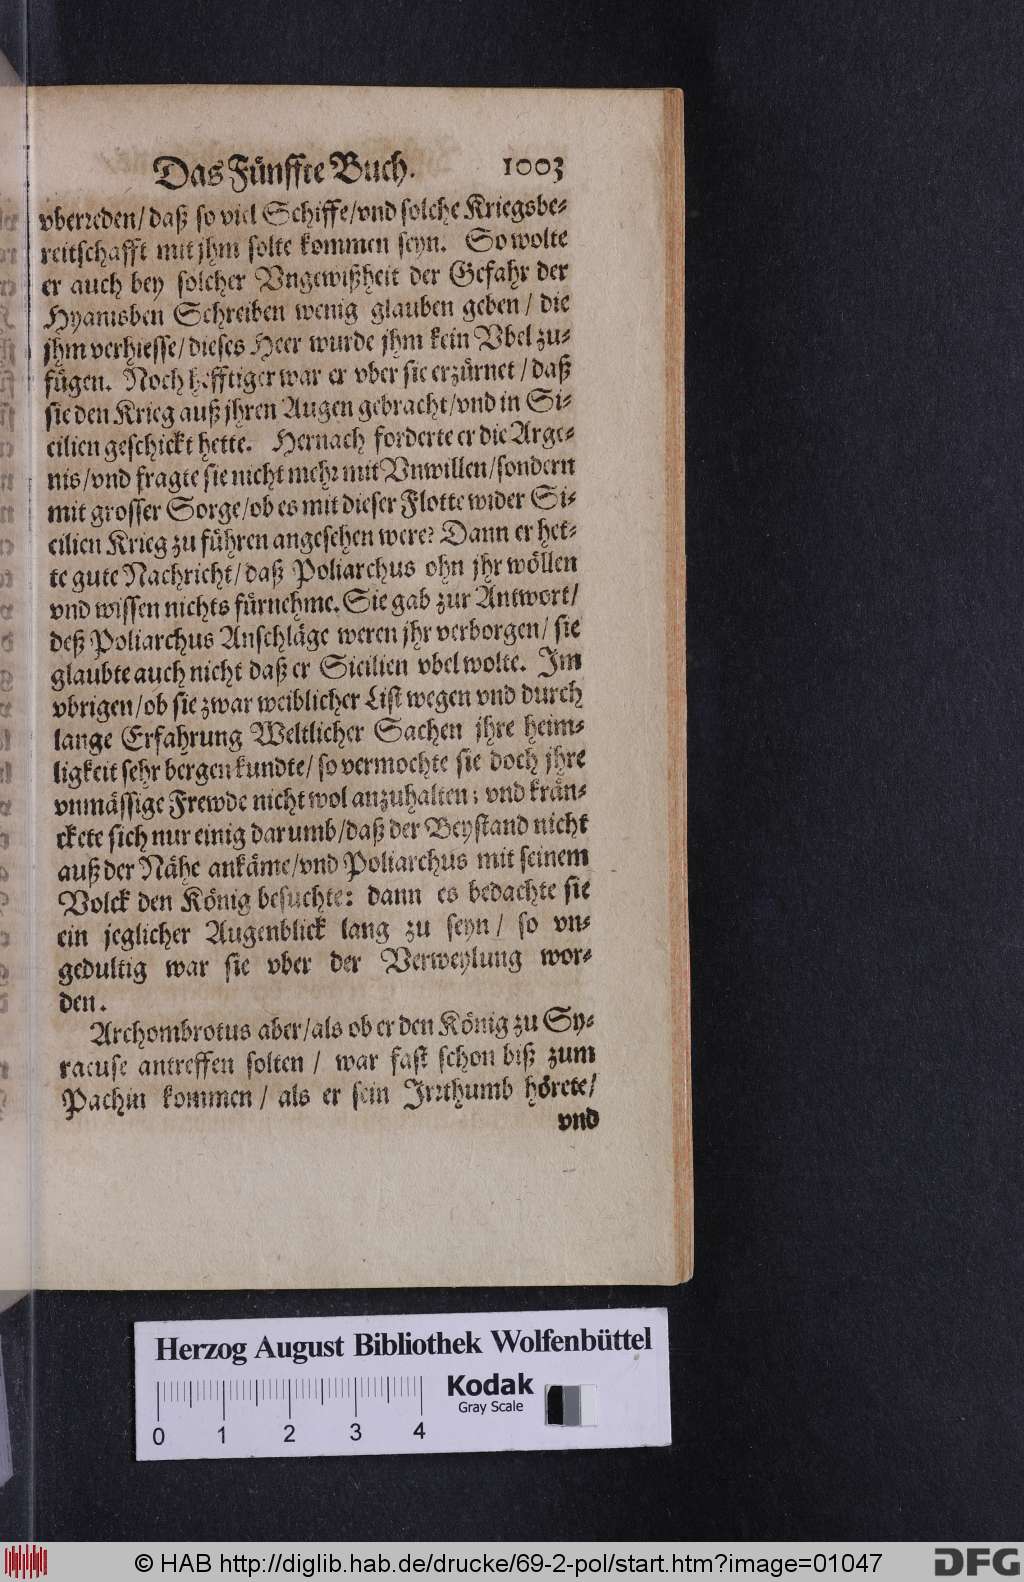 Das Fünffte Buch. 1003
vberreden/ daß so viel Schiffe/ vnd solche Kriegsbe-
reitschafft mit jhm solte kommen seyn. So wolte
er auch bey solcher Vngewißheit der Gefahr der
Hyanisben Schreiben wenig glauben geben / die
jhm verhiesse/ dieses Heer wurde jhm kein Vbel zu-
fügen. Noch hefftiger war er vber sie erzürnet / daß
sie den Krieg auß jhren Augen gebracht/ vnd in Si-
cilien geschickt hette. Hernach forderte er die Arge-
nis/ vnd fragte sie nicht mehr mit Vnwillen/ sondern
mit grosser Sorge/ ob es mit dieser Flotte wider Si-
cilien Krieg zu führen angesehen were? Dann er het-
te gute Nachricht/ daß Poliarchus ohn jhr wöllen
vnd wissen nichts fürnehme. Sie gab zur Antwort/
deß Poliarchus Anschläge weren jhr verborgen/ sie
glaubte auch nicht daß er Sicilien vbel wolte. Im
vbrigen/ ob sie zwar weiblicher List wegen vnd durch
lange Erfahrung Weltlicher Sachen jhre heim-
ligkeit sehr bergen kundte/ so vermochte sie doch jhre
vnmässige Frewde nicht wol anzuhalten; vnd krän-
ckete sich nur einig darumb/ daß der Beystand nicht
auß der Nähe ankäme/ vnd Poliarchus mit seinem
Volck den König besuchte: dann es bedachte sie
ein jeglicher Augenblick lang zu seyn/ so vn-
gedultig war sie vber der Verweylung wor-
den.
Archombrotus aber/ als ob er den König zu Sy-
racuse antreffen solten / war fast schon biß zum
Pachin kommen / als er sein Irrthumb hörete/
vnd
Herzog August Bibliothek Wolfenbüttel
Kodak
Gray Scale
0 1 2 3 4
© HAB http://diglib.hab.de/drucke/69-2-pol/start.htm?image=01047
DFG